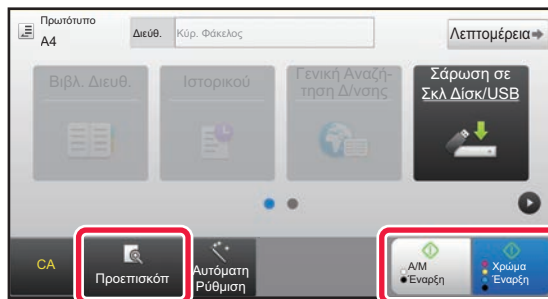 Πρωτότυπο
A4
Διεύθ.
Κύρ. Φάκελος
Λεπτομέρεια
Βιβλ. Διευθ.
Ιστορικού
Γενική Αναζή-
τηση Δ/νσης
Σάρωση σε
Σκλ Δίσκ/USB
CA
Προεπισκόπ
Αυτόματη
Ρύθμιση
A/M
Έναρξη
Χρώμα
Έναρξη